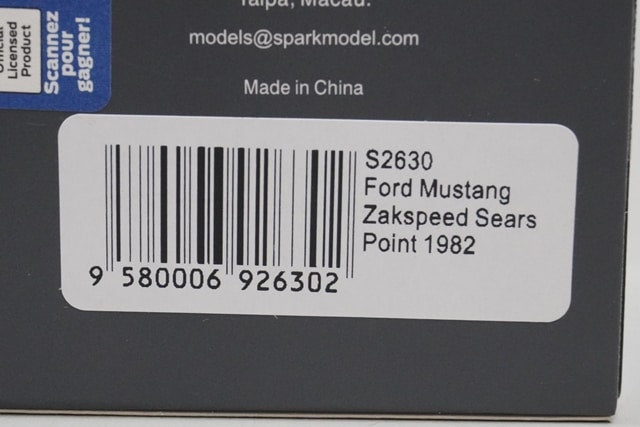 Official
Licensed
Product
Scannez
pour
gagner!
Taipa, Macau.
models@sparkmodel.com
Made in China
S2630
Ford Mustang
Zakspeed Sears
Point 1982
9 580006 926302